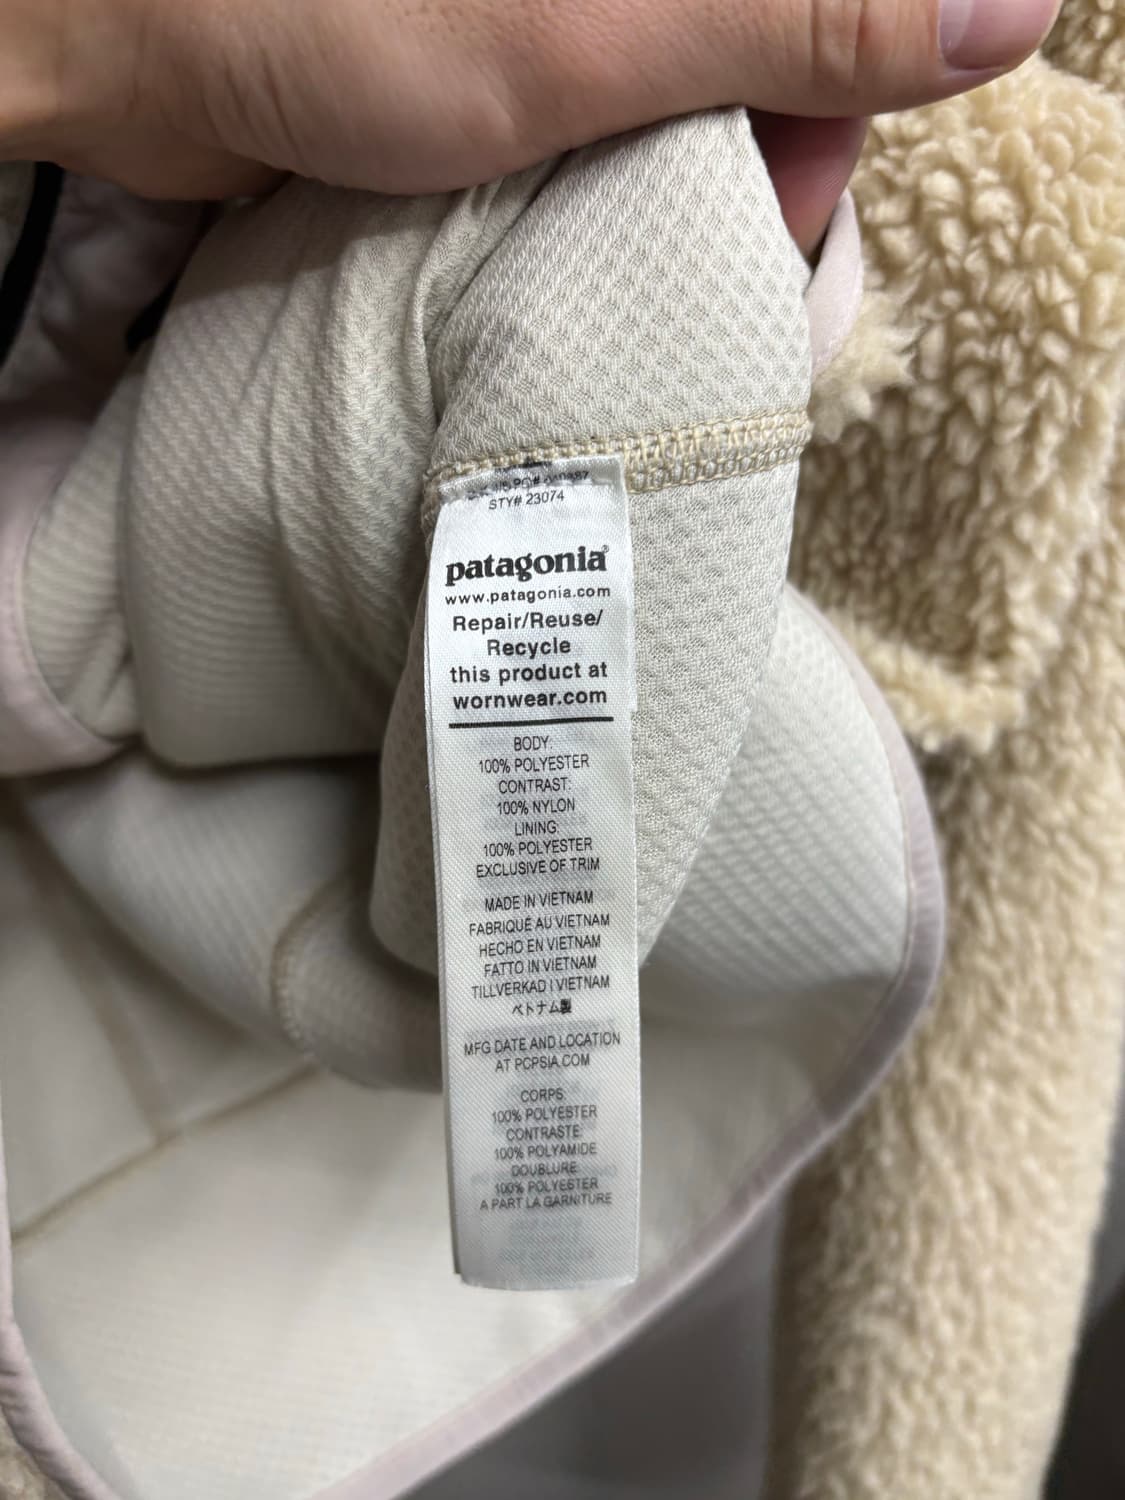 PO#
STY# 23074
patagonia®
www.patagonia.com
Repair/Reuse/
Recycle
this product at
wornwear.com
BODY:
100% POLYESTER
CONTRAST:
100% NYLON
LINING:
100% POLYESTER
EXCLUSIVE OF TRIM
MADE IN VIETNAM
FABRIQUÉ AU VIETNAM
HECHO EN VIETNAM
FATTO IN VIETNAM
TILLVERKAD I VIETNAM
ベトナム製
MFG DATE AND LOCATION
AT PCPSIA.COM
CORPS:
100% POLYESTER
CONTRASTE:
100% POLYAMIDE
DOUBLURE:
100% POLYESTER
A PART LA GARNITURE